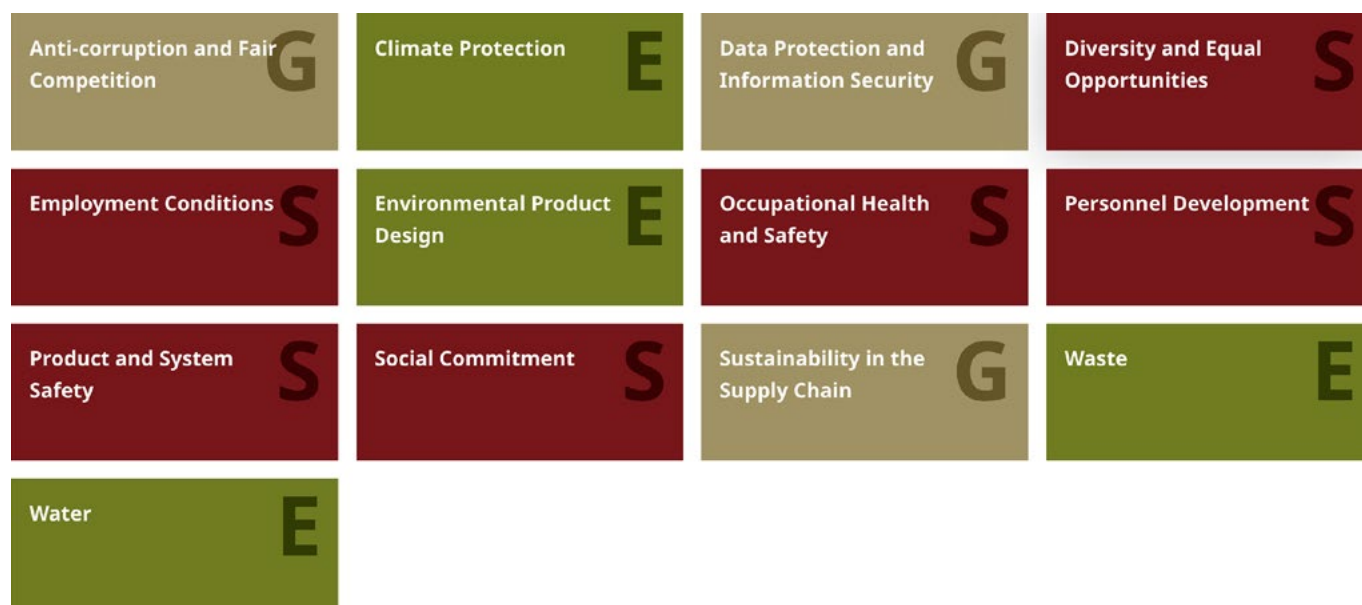 Anti-corruption and Fair
Competition
G
Climate Protection
E
Data Protection and
Information Security
G
Diversity and Equal
Opportunities
S
Employment Conditions
S
Environmental Product
Design
E
Occupational Health
and Safety
S
Personnel Development
S
Product and System
Safety
S
Social Commitment
S
Sustainability in the
Supply Chain
G
Waste
E
Water
E